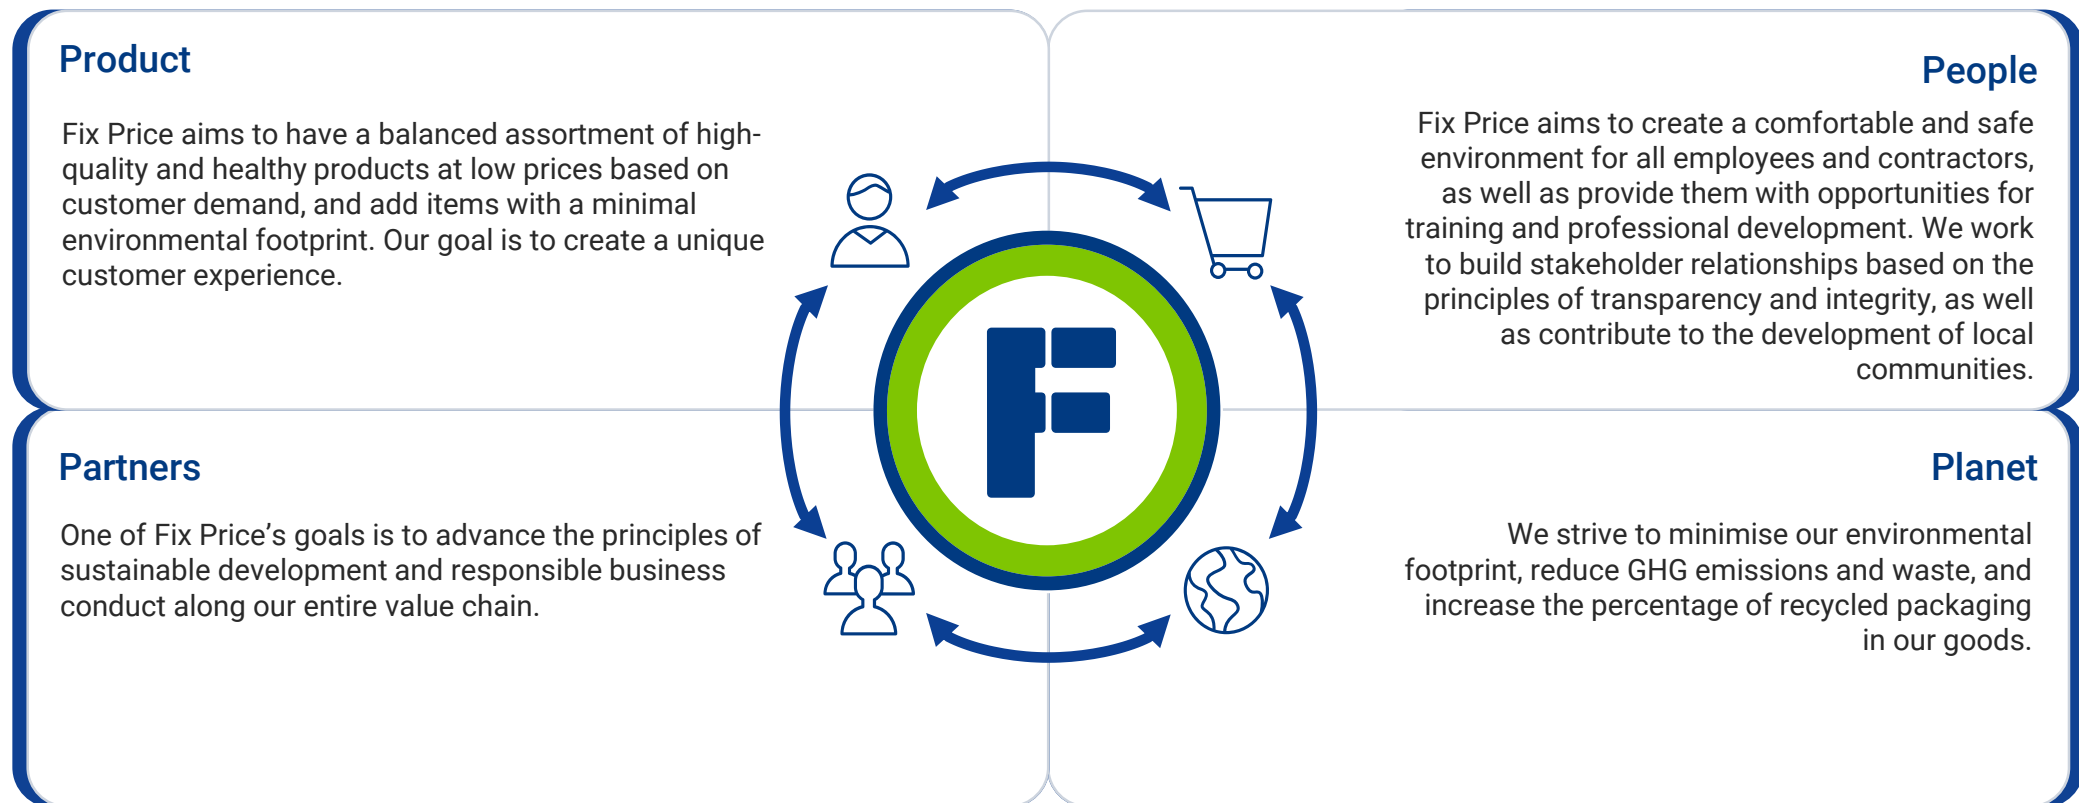 Product
Fix Price aims to have a balanced assortment of high-
quality and healthy products at low prices based on
customer demand, and add items with a minimal
environmental footprint. Our goal is to create a unique
customer experience.
People
Fix Price aims to create a comfortable and safe
environment for all employees and contractors,
as well as provide them with opportunities for
training and professional development. We work
to build stakeholder relationships based on the
principles of transparency and integrity, as well
as contribute to the development of local
communities.
F
Partners
One of Fix Price’s goals is to advance the principles of
sustainable development and responsible business
conduct along our entire value chain.
Planet
We strive to minimise our environmental
footprint, reduce GHG emissions and waste, and
increase the percentage of recycled packaging
in our goods.